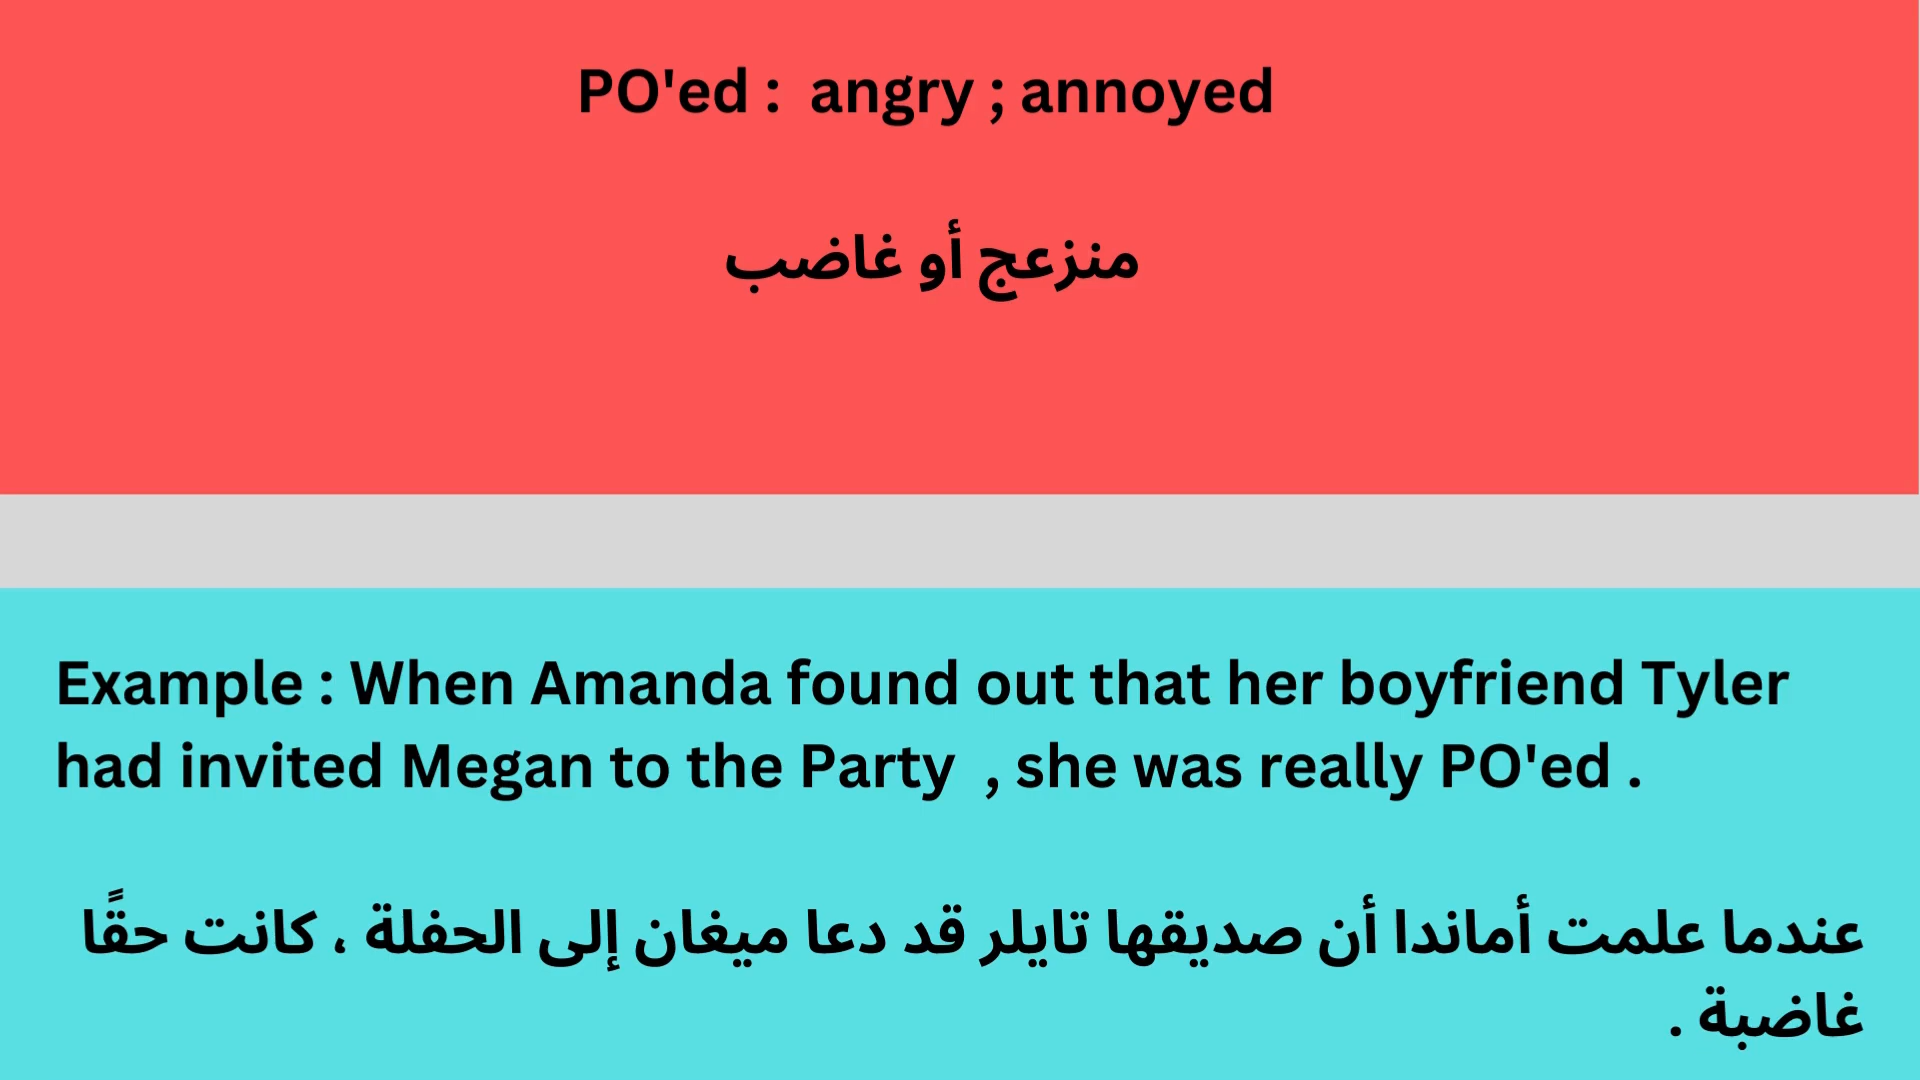 PO'ed :  angry ; annoyed
منزعج أو غاضب
Example : When Amanda found out that her boyfriend Tyler
had invited Megan to the Party  , she was really PO'ed .
عندما علمت أماندا أن صديقها تايلر قد دعا ميغان إلى الحفلة ، كانت حقًا
غاضبة .